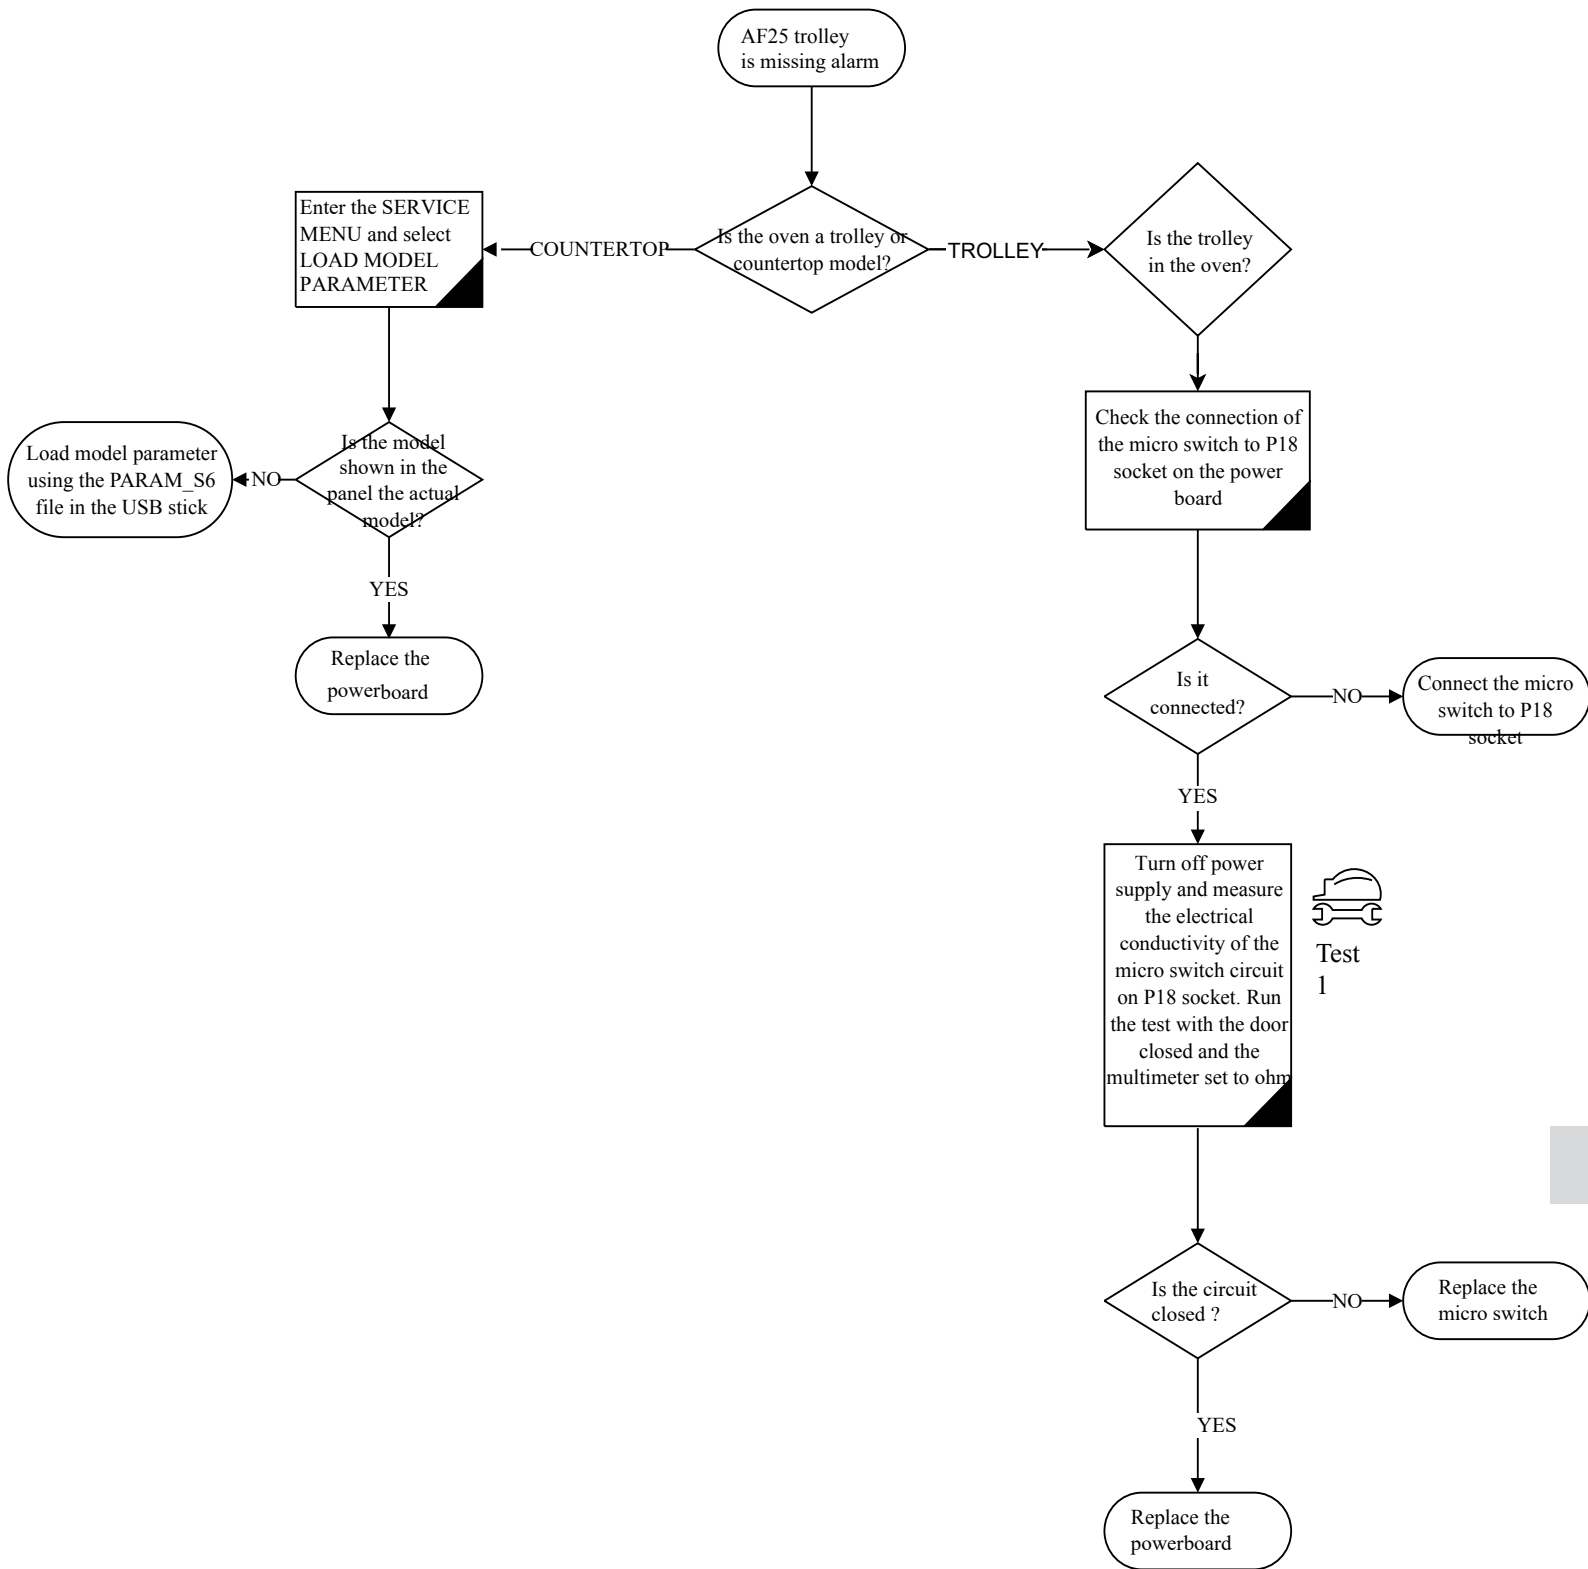 AF25 trolley
is missing alarm
Enter the SERVICE
MENU and select
LOAD MODEL
PARAMETER
COUNTERTOP
Is the oven a trolley or
countertop model?
TROLLEY
Is the trolley
in the oven?
Load model parameter
using the PARAM_S6
file in the USB stick
NO
Is the model
shown in the
panel the actual
model?
YES
Replace the
powerboard
Check the connection of
the micro switch to P18
socket on the power
board
Is it
connected?
NO
Connect the micro
switch to P18
socket
YES
Turn off power
supply and measure
the electrical
conductivity of the
micro switch circuit
on P18 socket. Run
the test with the door
closed and the
multimeter set to ohm
Test
1
Is the circuit
closed ?
NO
Replace the
micro switch
YES
Replace the
powerboard